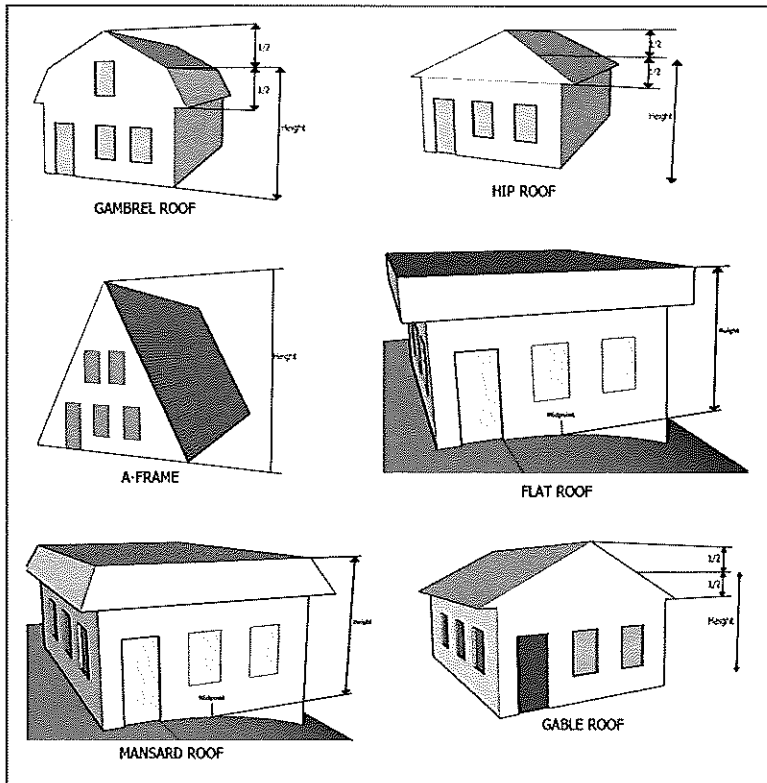 1/2
1/2
Height
GAMBREL ROOF
1/2
1/2
Height
HIP ROOF
Height
A-FRAME
Height
Midpoint
FLAT ROOF
Height
Midpoint
MANSARD ROOF
1/2
1/2
Height
GABLE ROOF